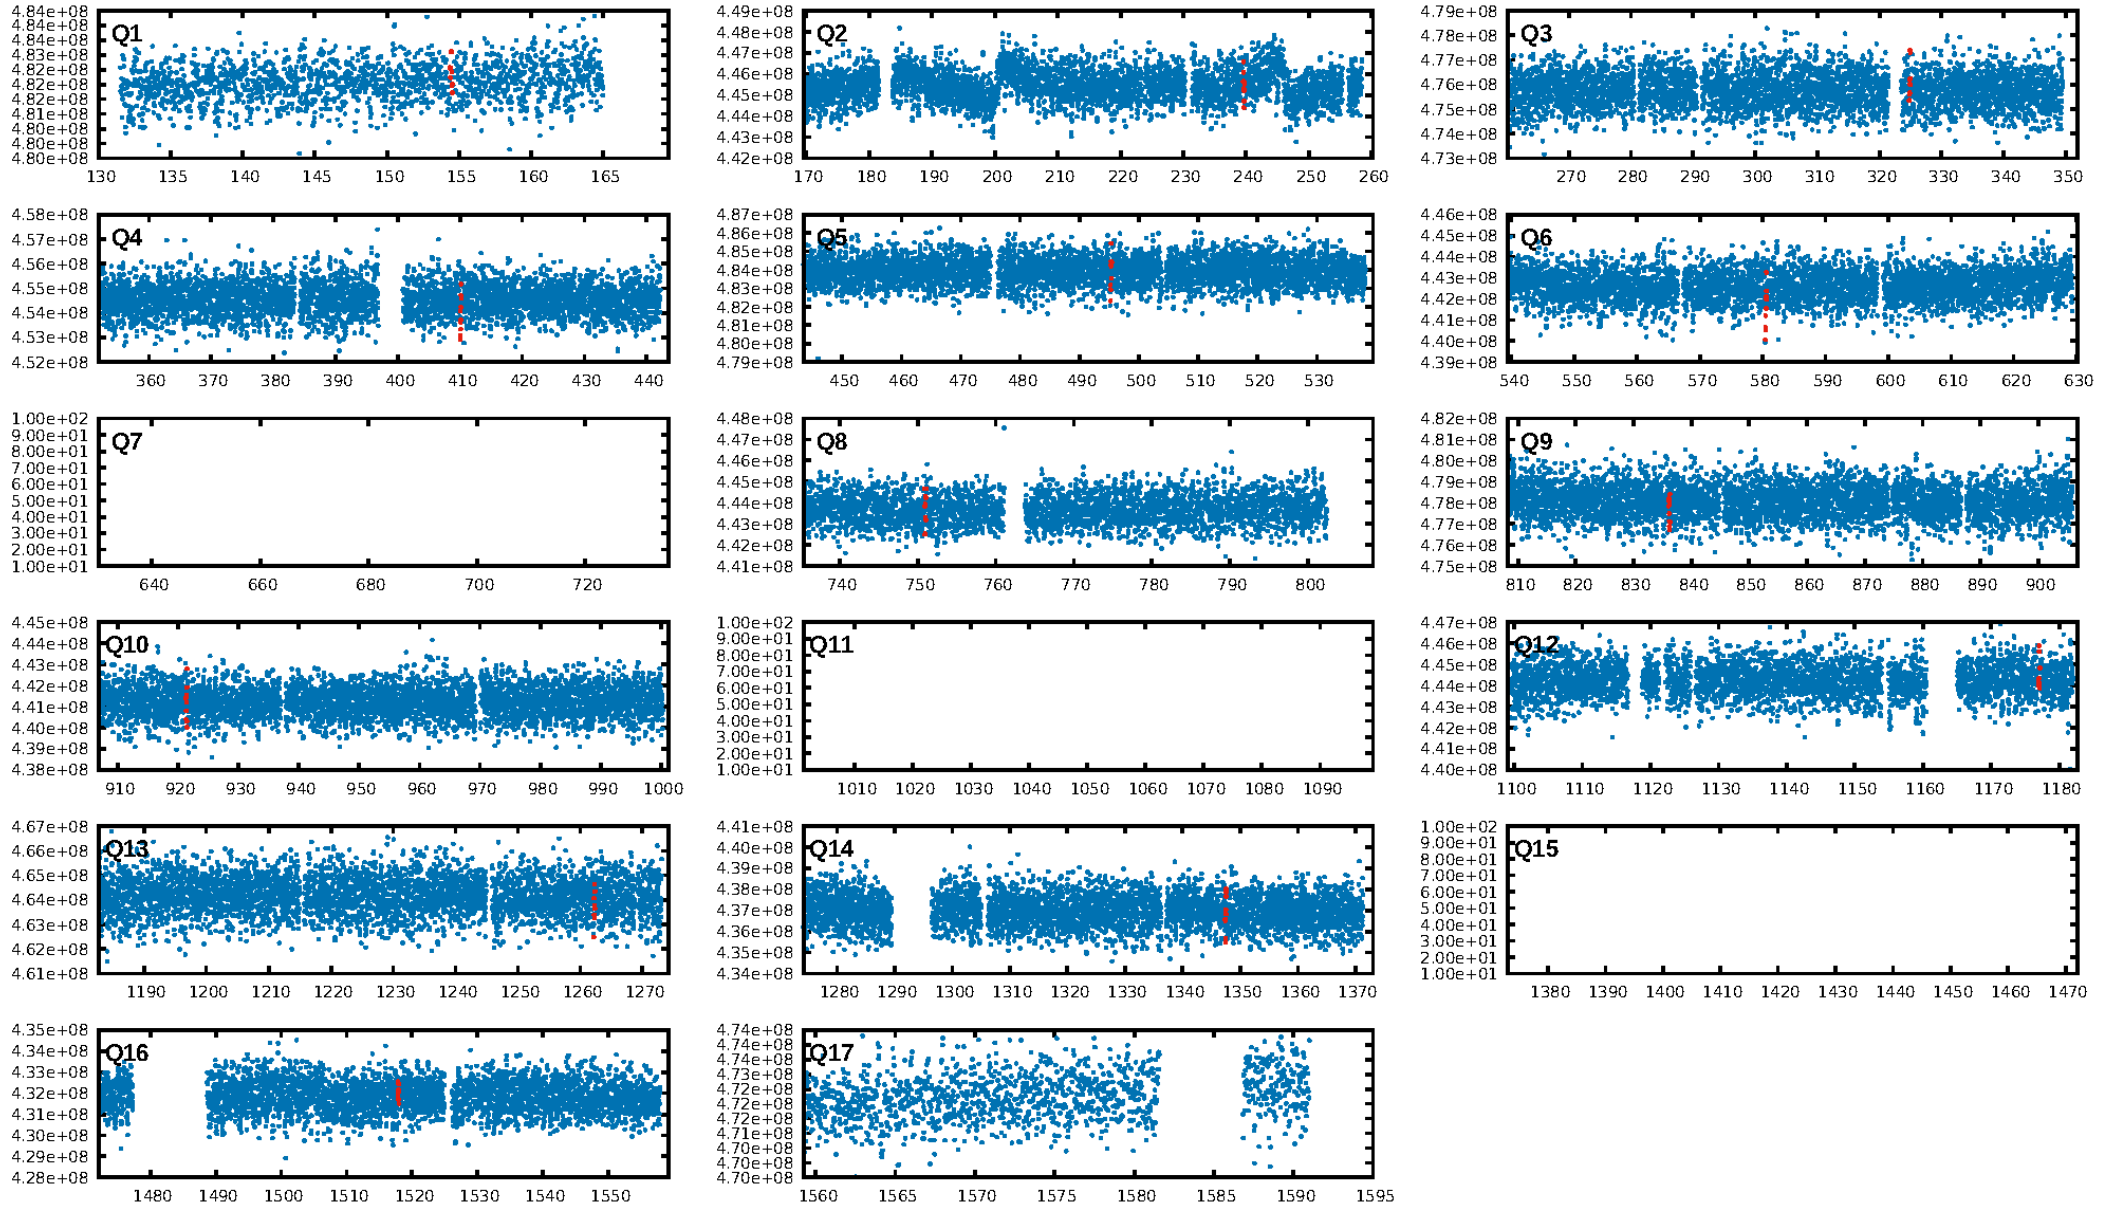 4.84e+08
4.84e+08
4.83e+08
4.82e+08
4.82e+08
4.82e+08
4.81e+08
4.80e+08
4.80e+08
4.80e+08
Q1
130 135 140 145 150 155 160 165
4.49e+08
4.48e+08
4.47e+08
4.46e+08
4.45e+08
4.44e+08
4.43e+08
4.42e+08
Q2
170 180 190 200 210 220 230 240 250 260
4.79e+08
4.78e+08
4.77e+08
4.76e+08
4.75e+08
4.74e+08
4.73e+08
Q3
270 280 290 300 310 320 330 340 350
4.58e+08
4.57e+08
4.56e+08
4.55e+08
4.54e+08
4.53e+08
4.52e+08
Q4
360 370 380 390 400 410 420 430 440
4.87e+08
4.86e+08
4.85e+08
4.84e+08
4.83e+08
4.82e+08
4.81e+08
4.80e+08
4.79e+08
Q5
450 460 470 480 490 500 510 520 530
4.46e+08
4.45e+08
4.44e+08
4.43e+08
4.42e+08
4.41e+08
4.40e+08
4.39e+08
Q6
540 550 560 570 580 590 600 610 620 630
1.00e+02
9.00e+01
8.00e+01
7.00e+01
6.00e+01
5.00e+01
4.00e+01
3.00e+01
2.00e+01
1.00e+01
Q7
640 660 680 700 720
4.48e+08
4.47e+08
4.46e+08
4.45e+08
4.44e+08
4.43e+08
4.42e+08
4.41e+08
Q8
740 750 760 770 780 790 800
4.82e+08
4.81e+08
4.80e+08
4.79e+08
4.78e+08
4.77e+08
4.76e+08
4.75e+08
Q9
810 820 830 840 850 860 870 880 890 900
4.45e+08
4.44e+08
4.43e+08
4.42e+08
4.41e+08
4.40e+08
4.39e+08
4.38e+08
Q10
910 920 930 940 950 960 970 980 990 1000
1.00e+02
9.00e+01
8.00e+01
7.00e+01
6.00e+01
5.00e+01
4.00e+01
3.00e+01
2.00e+01
1.00e+01
Q11
1010 1020 1030 1040 1050 1060 1070 1080 1090
4.47e+08
4.46e+08
4.45e+08
4.44e+08
4.43e+08
4.42e+08
4.41e+08
4.40e+08
Q12
1100 1110 1120 1130 1140 1150 1160 1170 1180
4.67e+08
4.66e+08
4.65e+08
4.64e+08
4.63e+08
4.62e+08
4.61e+08
Q13
1190 1200 1210 1220 1230 1240 1250 1260 1270
4.41e+08
4.40e+08
4.39e+08
4.38e+08
4.37e+08
4.36e+08
4.35e+08
4.34e+08
Q14
1280 1290 1300 1310 1320 1330 1340 1350 1360 1370
1.00e+02
9.00e+01
8.00e+01
7.00e+01
6.00e+01
5.00e+01
4.00e+01
3.00e+01
2.00e+01
1.00e+01
Q15
1380 1390 1400 1410 1420 1430 1440 1450 1460 1470
4.35e+08
4.34e+08
4.33e+08
4.32e+08
4.31e+08
4.30e+08
4.29e+08
4.28e+08
Q16
1480 1490 1500 1510 1520 1530 1540 1550
4.74e+08
4.74e+08
4.73e+08
4.73e+08
4.72e+08
4.72e+08
4.72e+08
4.71e+08
4.70e+08
4.70e+08
4.70e+08
Q17
1560 1565 1570 1575 1580 1585 1590 1595